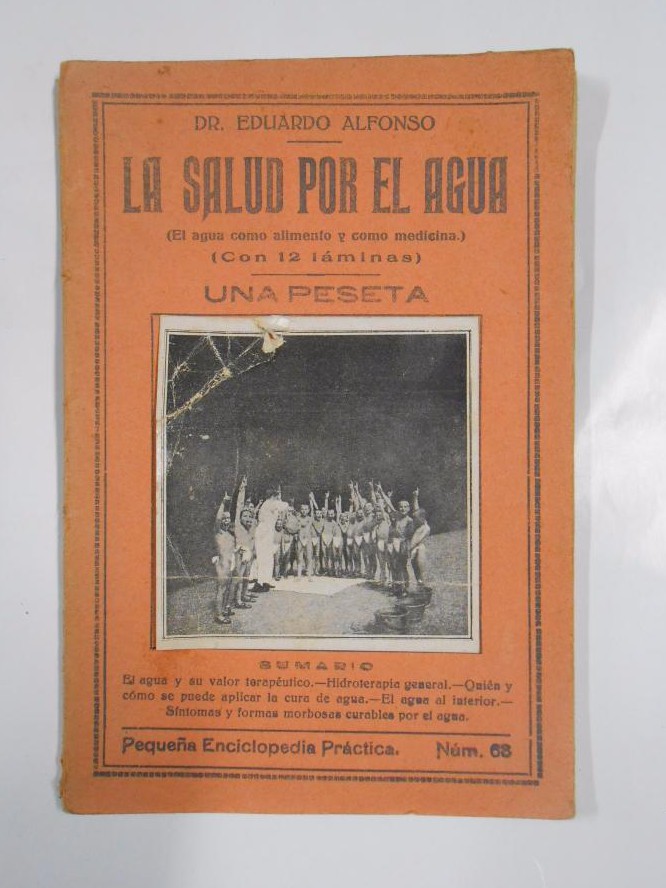 DR. EDUARDO ALFONSO
LA SALUD POR EL AGUA
(El agua como alimento y como medicina.)
(Con 12 láminas)
UNA PESETA
SUMARIO
El agua y su valor terapéutico.—Hidroterapia general.—Quién y
cómo se puede aplicar la cura de agua.—El agua al interior.—
Síntomas y formas morbosas curables por el agua.
Pequeña Enciclopedia Práctica. Núm. 63